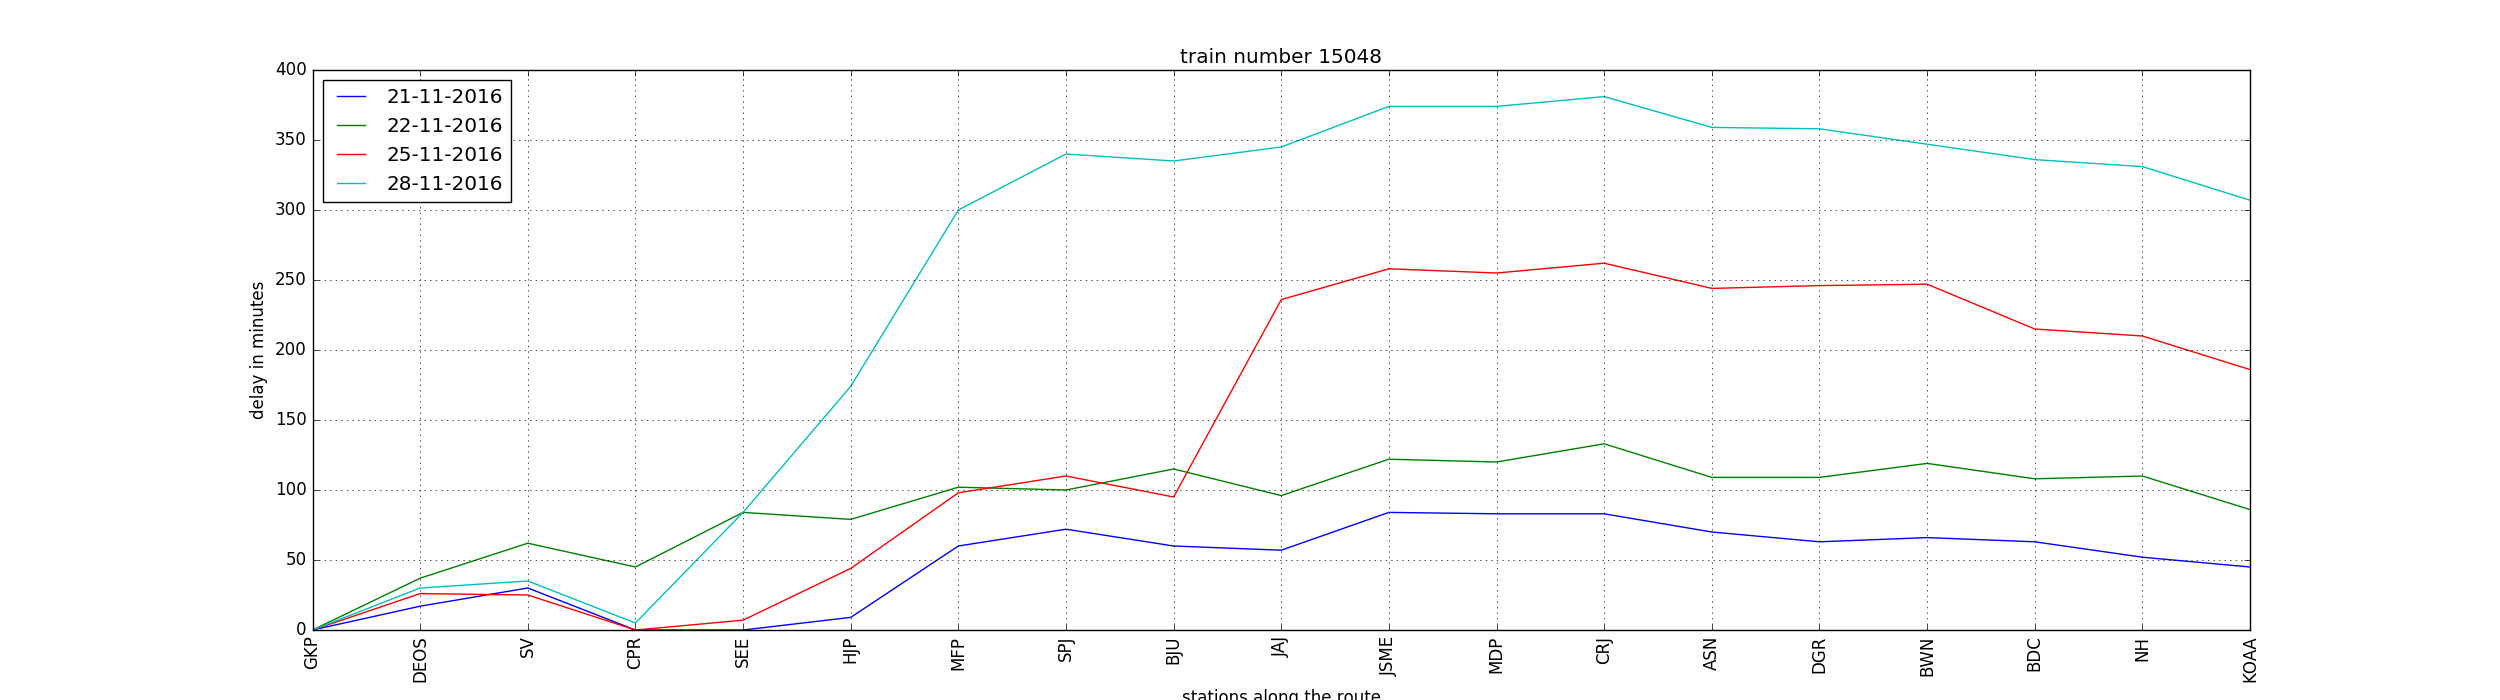 train number 15048
400
350
300
250
200
150
100
50
0
delay in minutes
21-11-2016
22-11-2016
25-11-2016
28-11-2016
GKP
DEOS
SV
CPR
SEE
HJP
MFP
SPJ
BJU
JAJ
JSME
MDP
CRJ
ASN
DGR
BWN
BDC
NH
KOAA
stations along the route